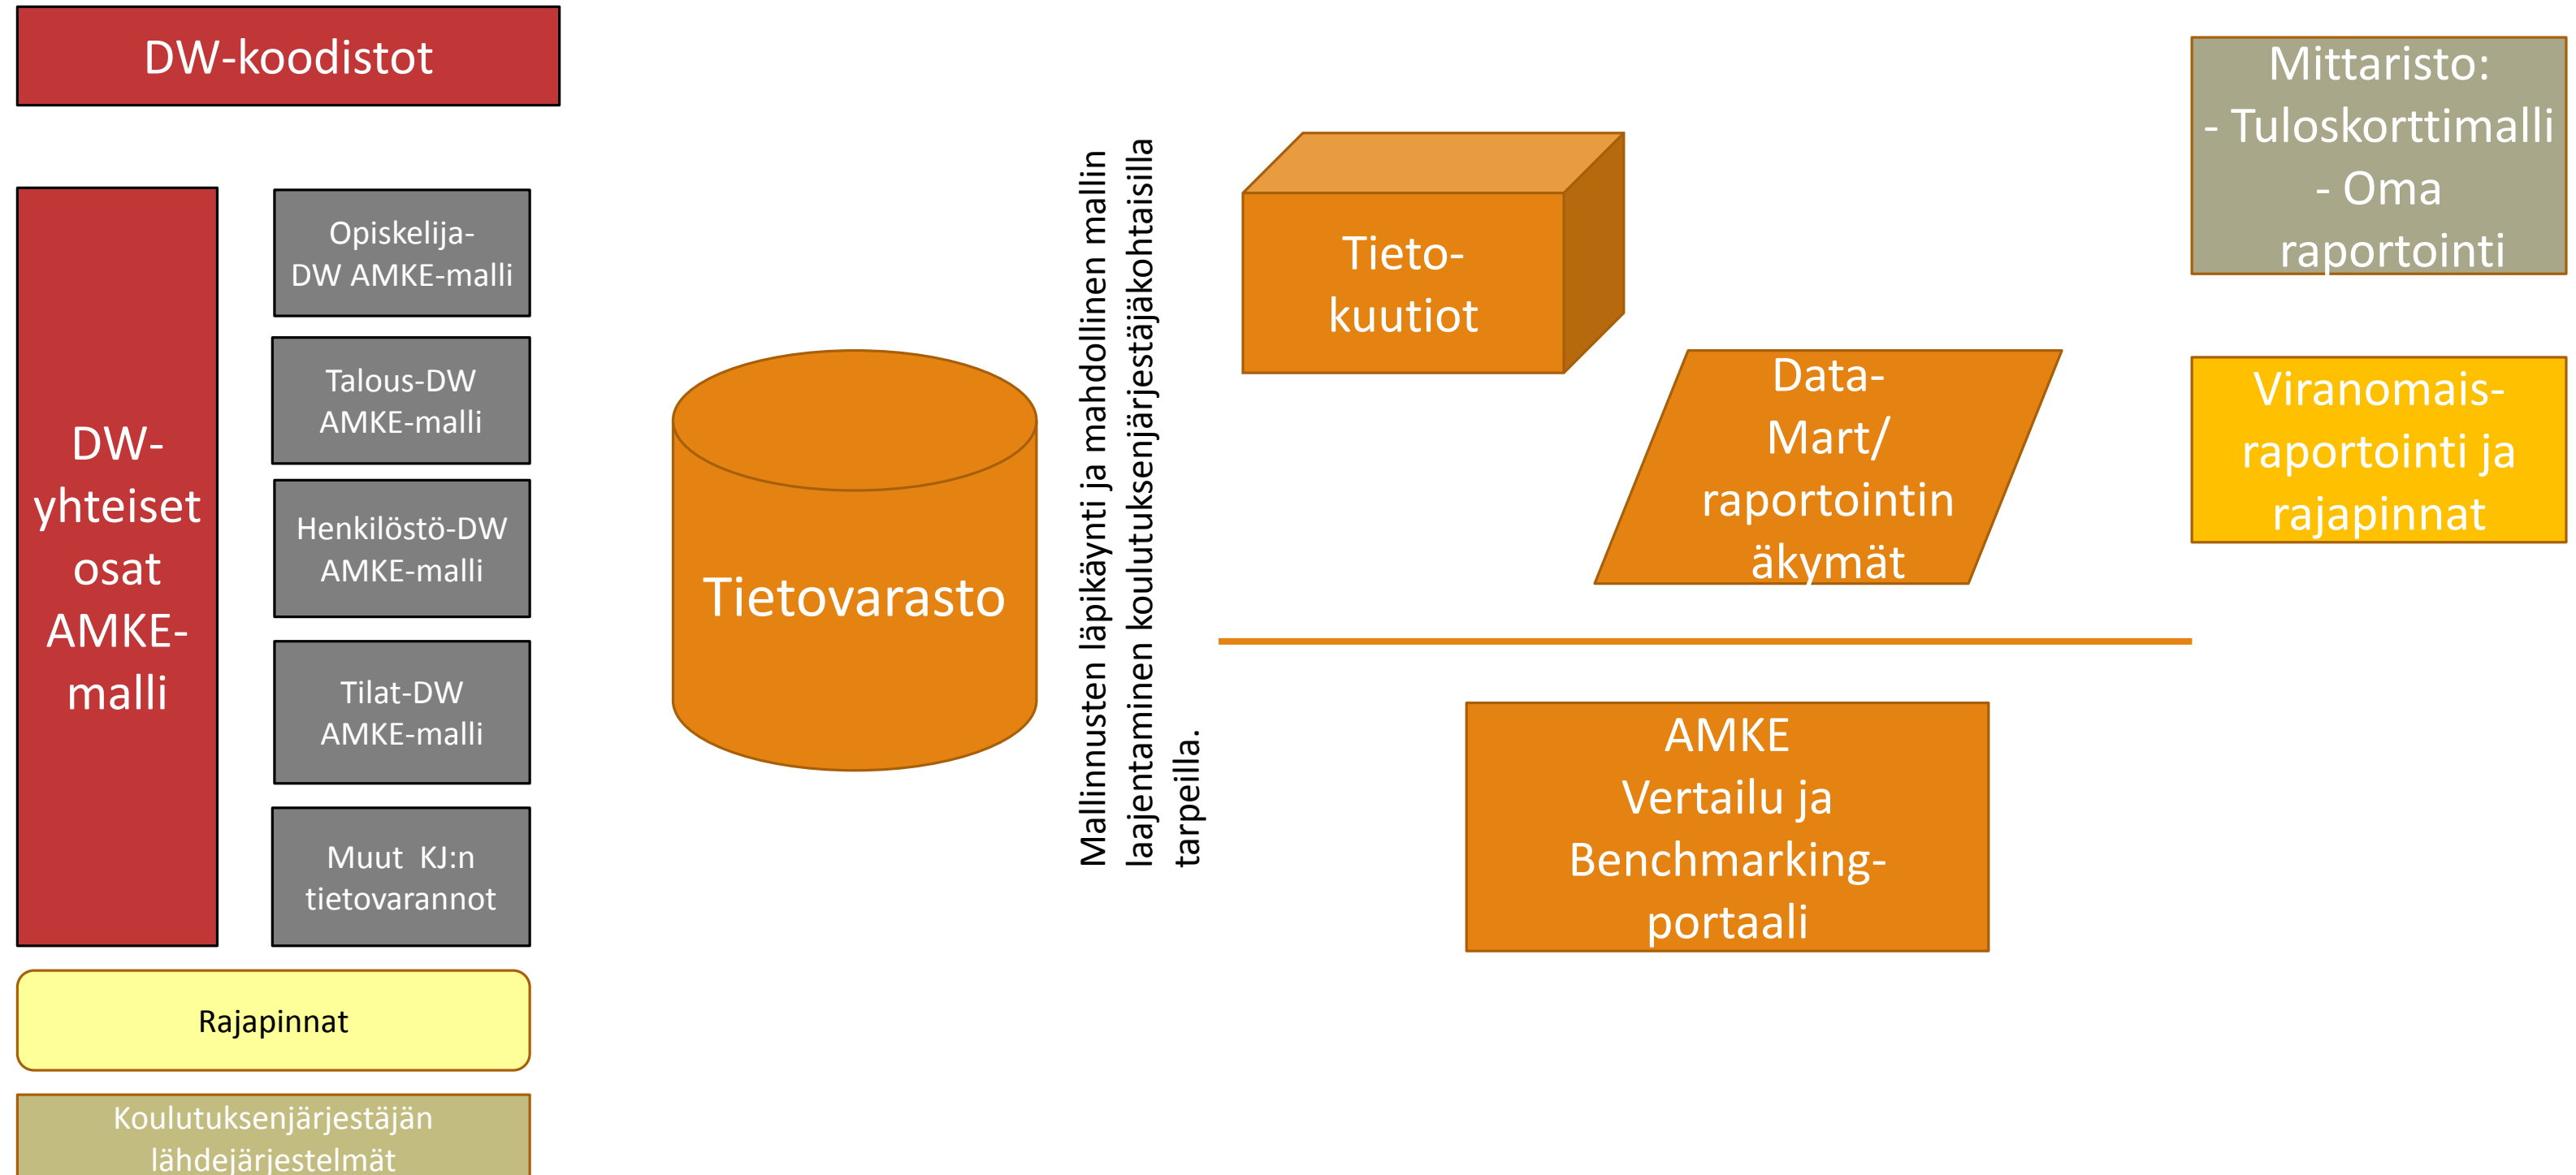 DW-koodistot
DW-
yhteiset
osat
AMKE-
malli
Opiskelija-
DW AMKE-malli
Talous-DW
AMKE-malli
Henkilöstö-DW
AMKE-malli
Tilat-DW
AMKE-malli
Muut KJ:n
tietovarannot
Rajapinnat
Koulutuksenjärjestäjän
lähdejärjestelmät
Tietovarasto
Mallinnusten läpikäynti ja mahdollinen mallin
laajentaminen koulutuksenjärjestäjäkohtaisilla
tarpeilla.
Tieto-
kuutiot
Data-
Mart/
raportointin
äkymät
AMKE
Vertailu ja
Benchmarking-
portaali
Mittaristo:
- Tuloskorttimalli
- Oma
raportointi
Viranomais-
raportointi ja
rajapinnat